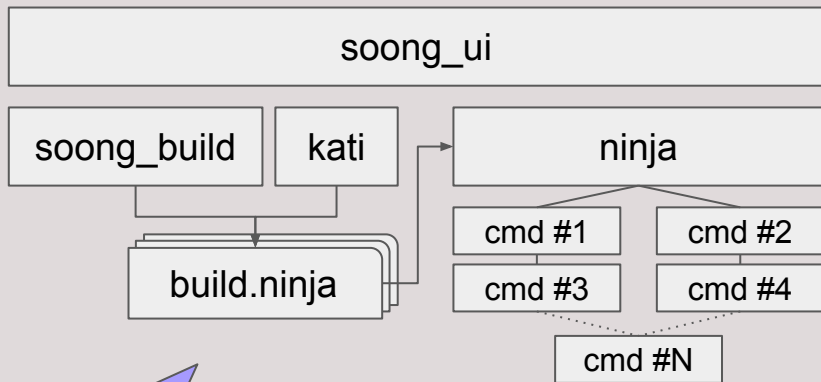 soong_ui
soong_build
kati
ninja
build.ninja
cmd #1
cmd #2
cmd #3
cmd #4
cmd #N